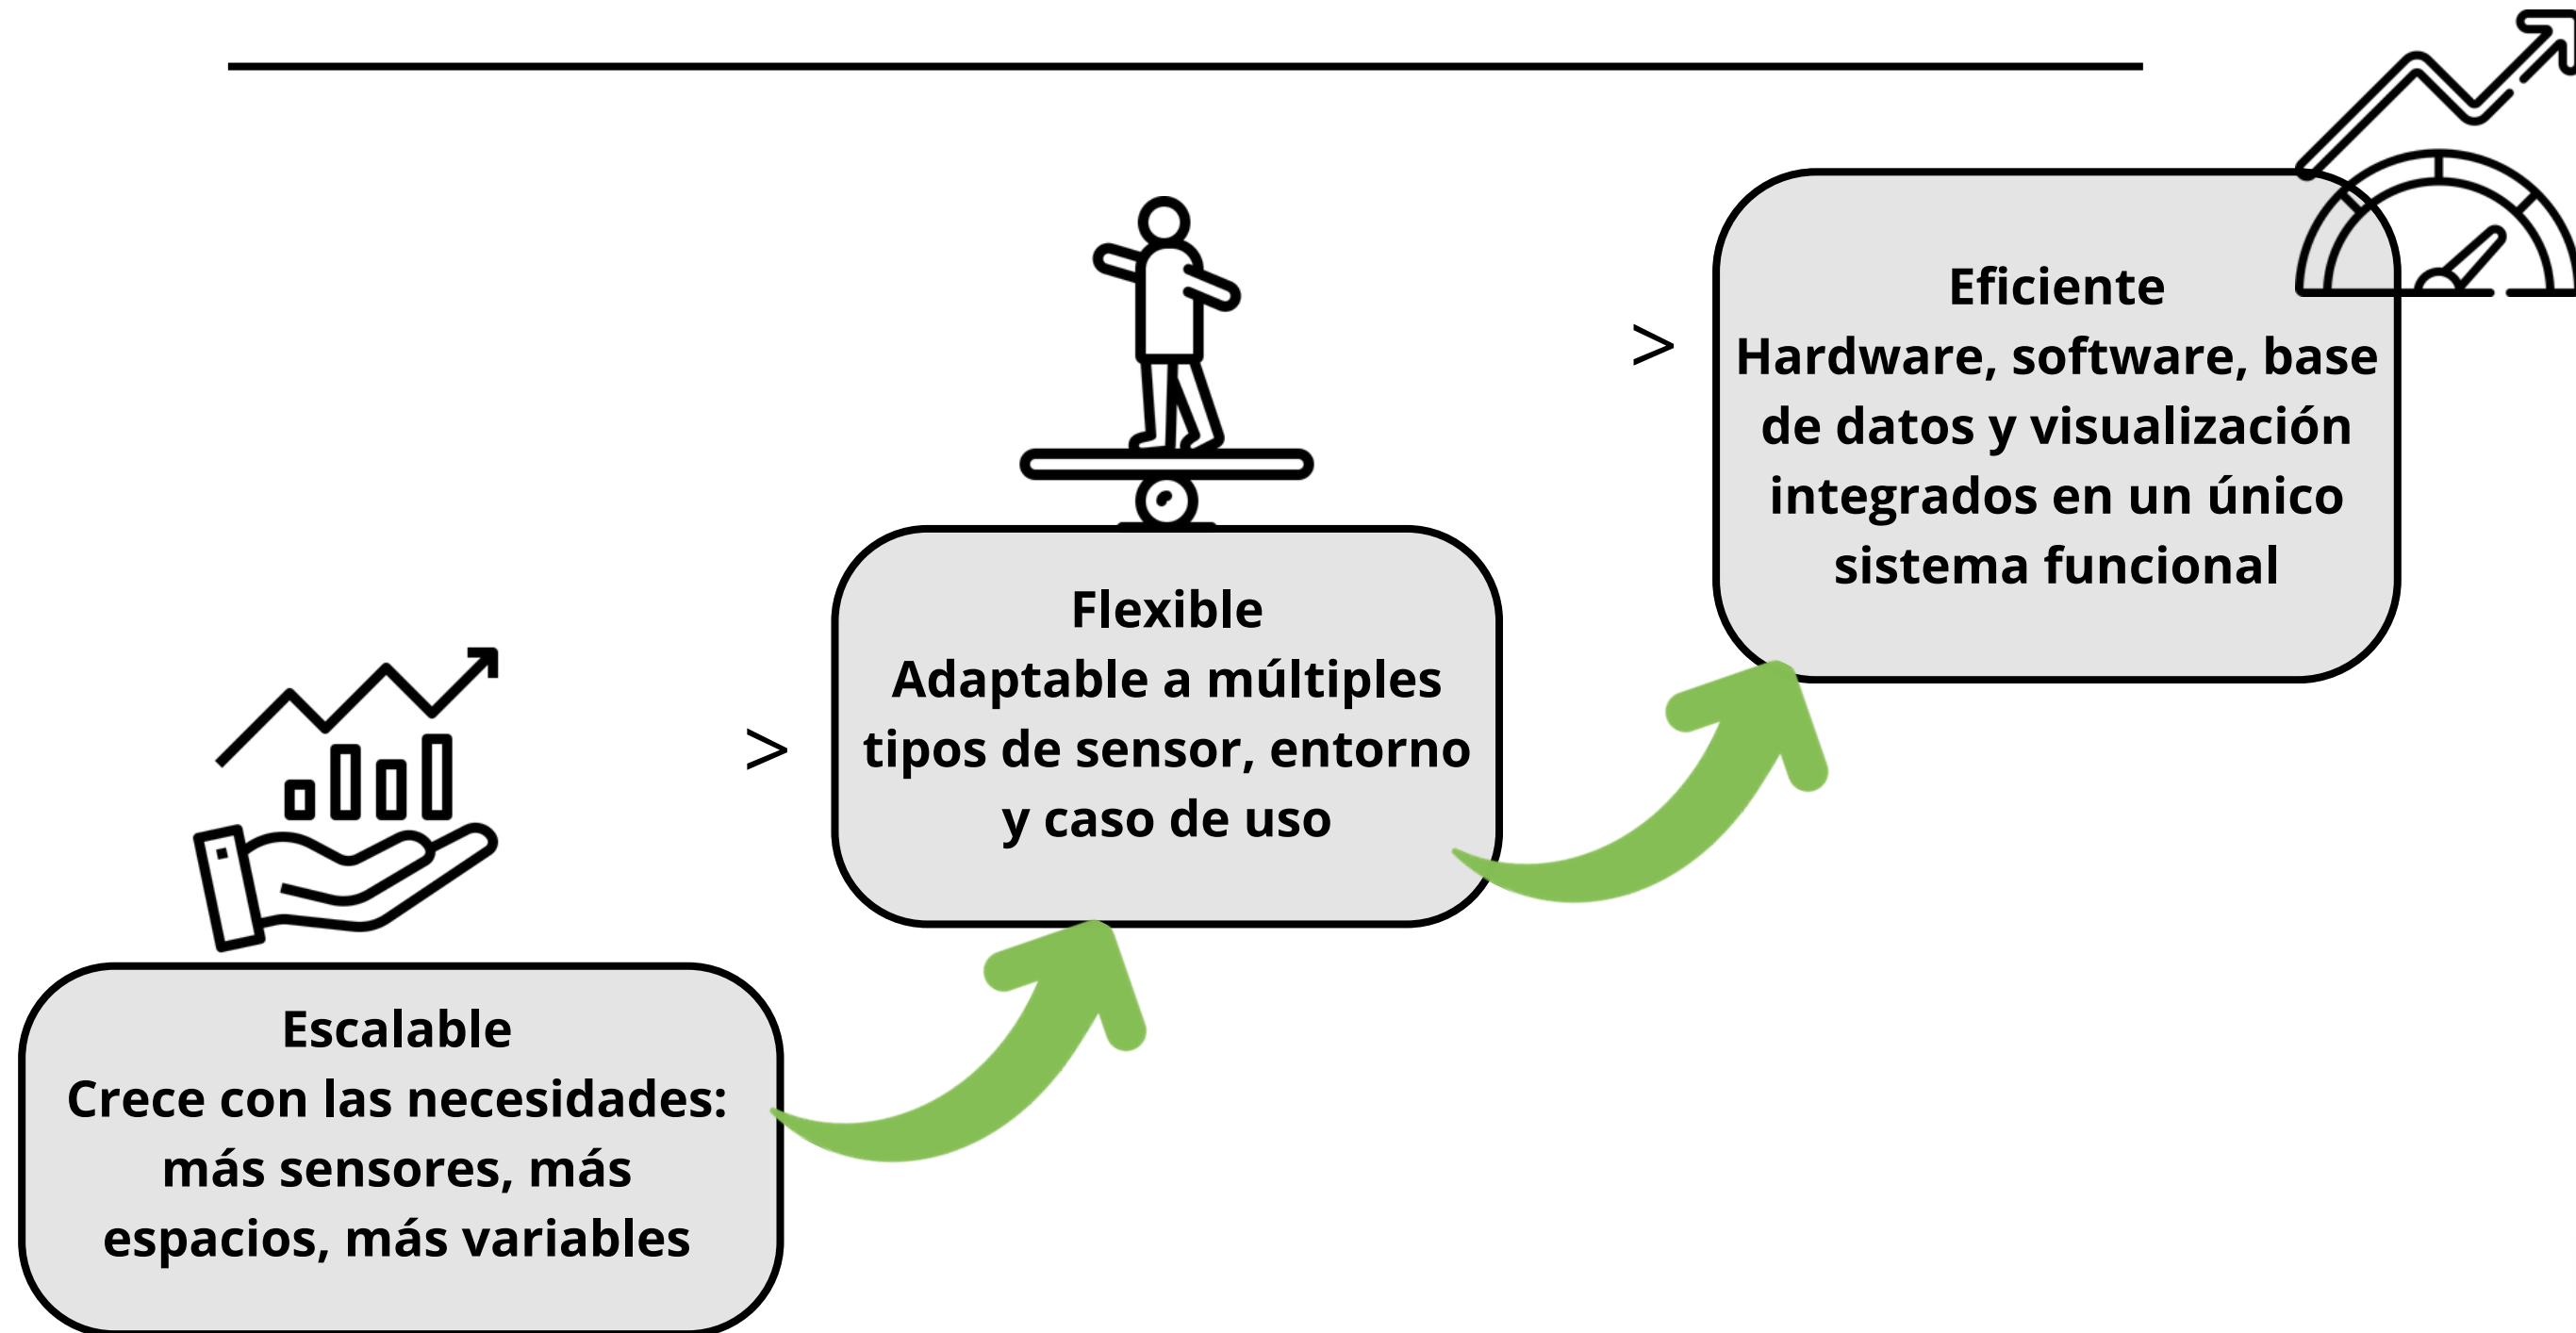 Escalable
Crece con las necesidades:
más sensores, más
espacios, más variables
>
Flexible
Adaptable a múltiples
tipos de sensor, entorno
y caso de uso
>
Eficiente
Hardware, software, base
de datos y visualización
integrados en un único
sistema funcional